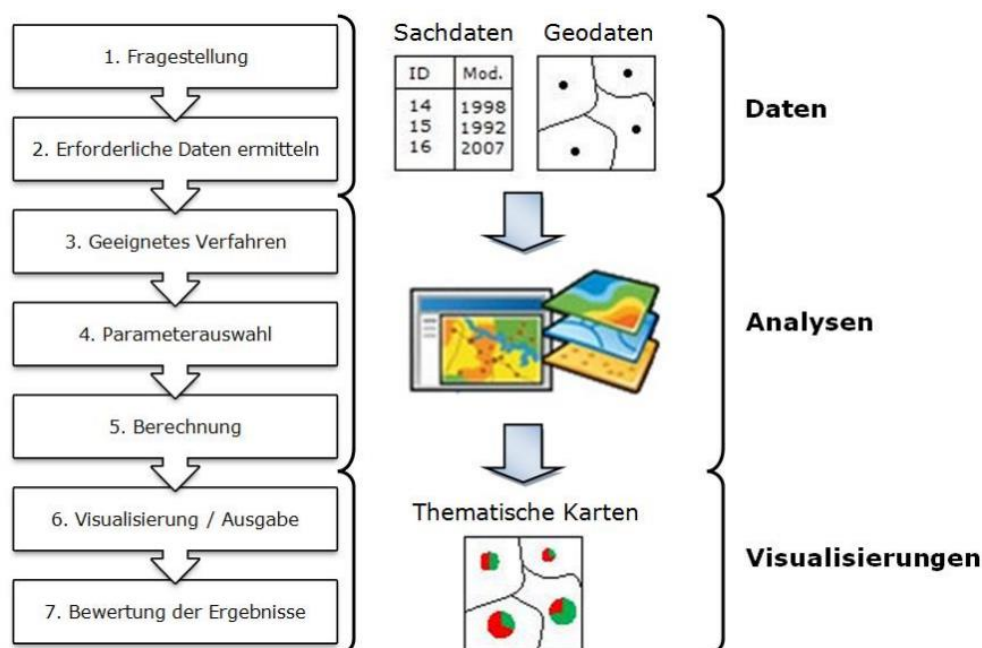 1. Fragestellung
2. Erforderliche Daten ermitteln
3. Geeignetes Verfahren
4. Parameterauswahl
5. Berechnung
6. Visualisierung / Ausgabe
7. Bewertung der Ergebnisse
Sachdaten Geodaten
ID Mod.
14 1998
15 1992
16 2007
Thematische Karten
Daten
Analysen
Visualisierungen